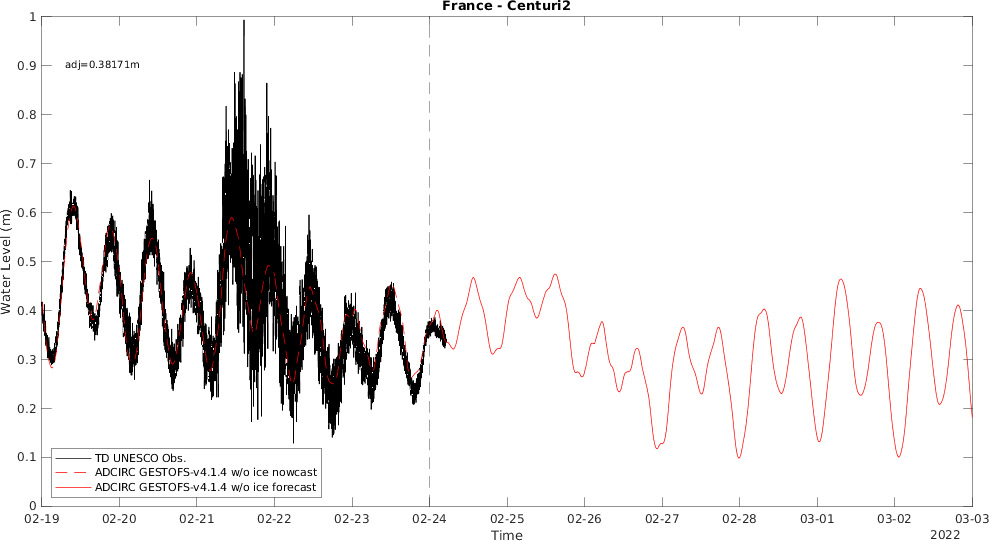 France - Centuri2
1
0.9
0.8
0.7
0.6
0.5
0.4
0.3
0.2
0.1
0
Water Level (m)
adj=0.38171m
TD UNESCO Obs.
ADCIRC GESTOFS-v4.1.4 w/o ice nowcast
ADCIRC GESTOFS-v4.1.4 w/o ice forecast
02-19 02-20 02-21 02-22 02-23 02-24 02-25 02-26 02-27 02-28 03-01 03-02 03-03
Time
2022